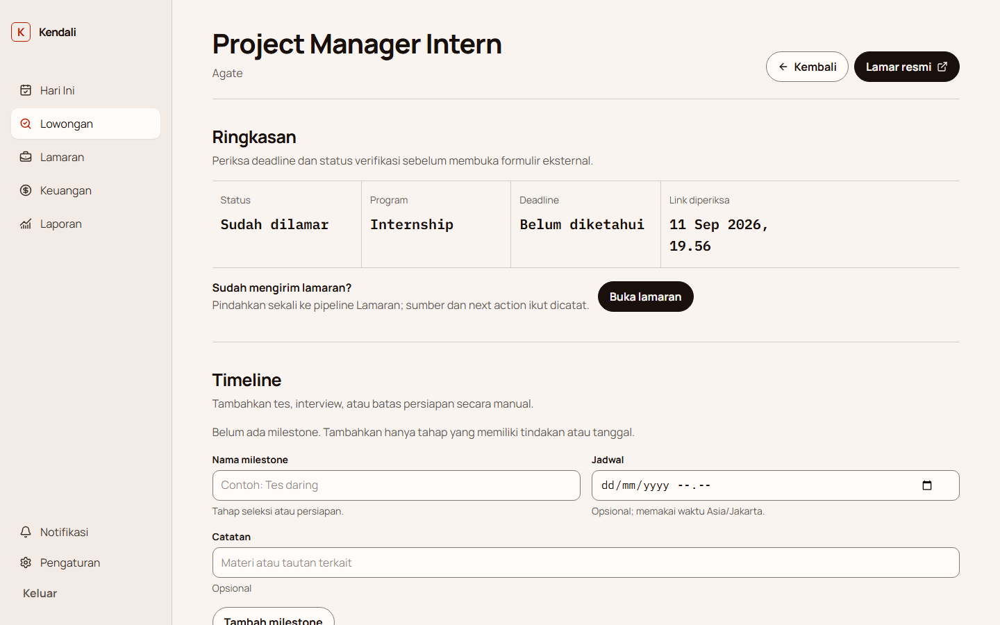 K Kendali
Hari Ini
Lowongan
Lamaran
Keuangan
Laporan
Notifikasi
Pengaturan
Keluar
Project Manager Intern
Agate
Kembali
Lamar resmi
Ringkasan
Periksa deadline dan status verifikasi sebelum membuka formulir eksternal.
Status
Sudah dilamar
Program
Internship
Deadline
Belum diketahui
Link diperiksa
11 Sep 2026,
19.56
Sudah mengirim lamaran?
Pindahkan sekali ke pipeline Lamaran; sumber dan next action ikut dicatat.
Buka lamaran
Timeline
Tambahkan tes, interview, atau batas persiapan secara manual.
Belum ada milestone. Tambahkan hanya tahap yang memiliki tindakan atau tanggal.
Nama milestone
Contoh: Tes daring
Tahap seleksi atau persiapan.
Jadwal
dd/mm/yyyy --.--
Opsional; memakai waktu Asia/Jakarta.
Catatan
Materi atau tautan terkait
Opsional
Tambah milestone